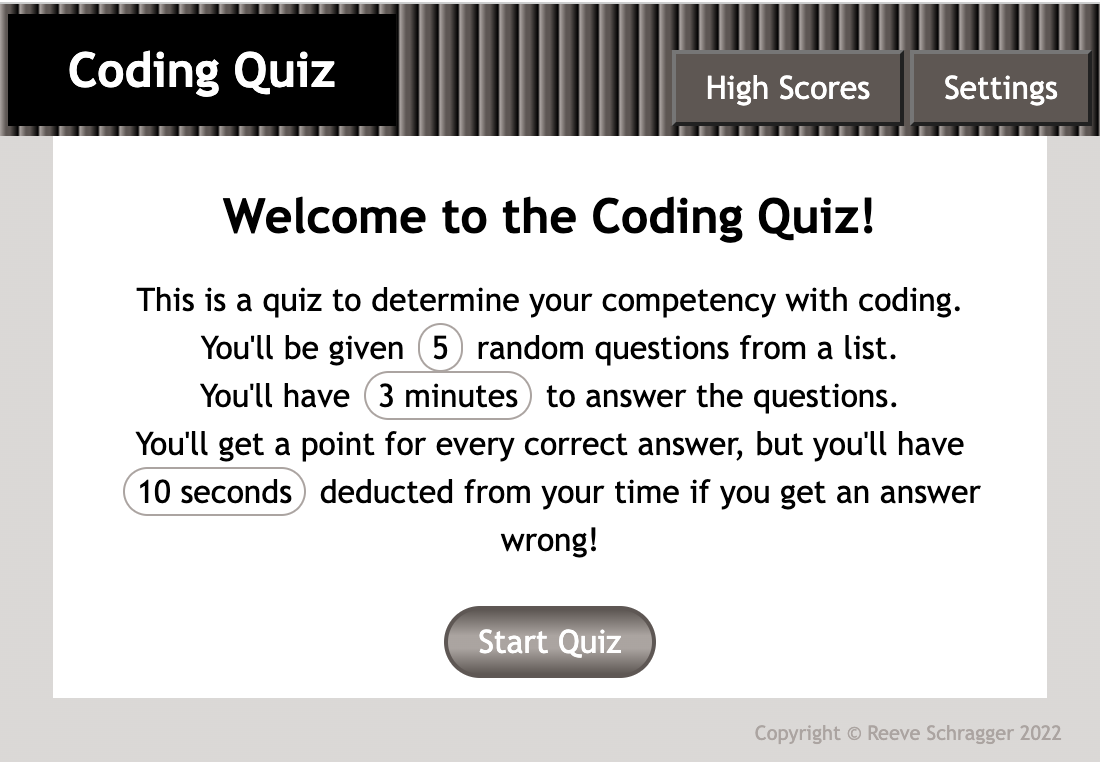 Coding Quiz
High Scores
Settings
Welcome to the Coding Quiz!
This is a quiz to determine your competency with coding.
You'll be given 5 random questions from a list.
You'll have 3 minutes to answer the questions.
You'll get a point for every correct answer, but you'll have
10 seconds deducted from your time if you get an answer
wrong!
Start Quiz
Copyright © Reeve Schragger 2022